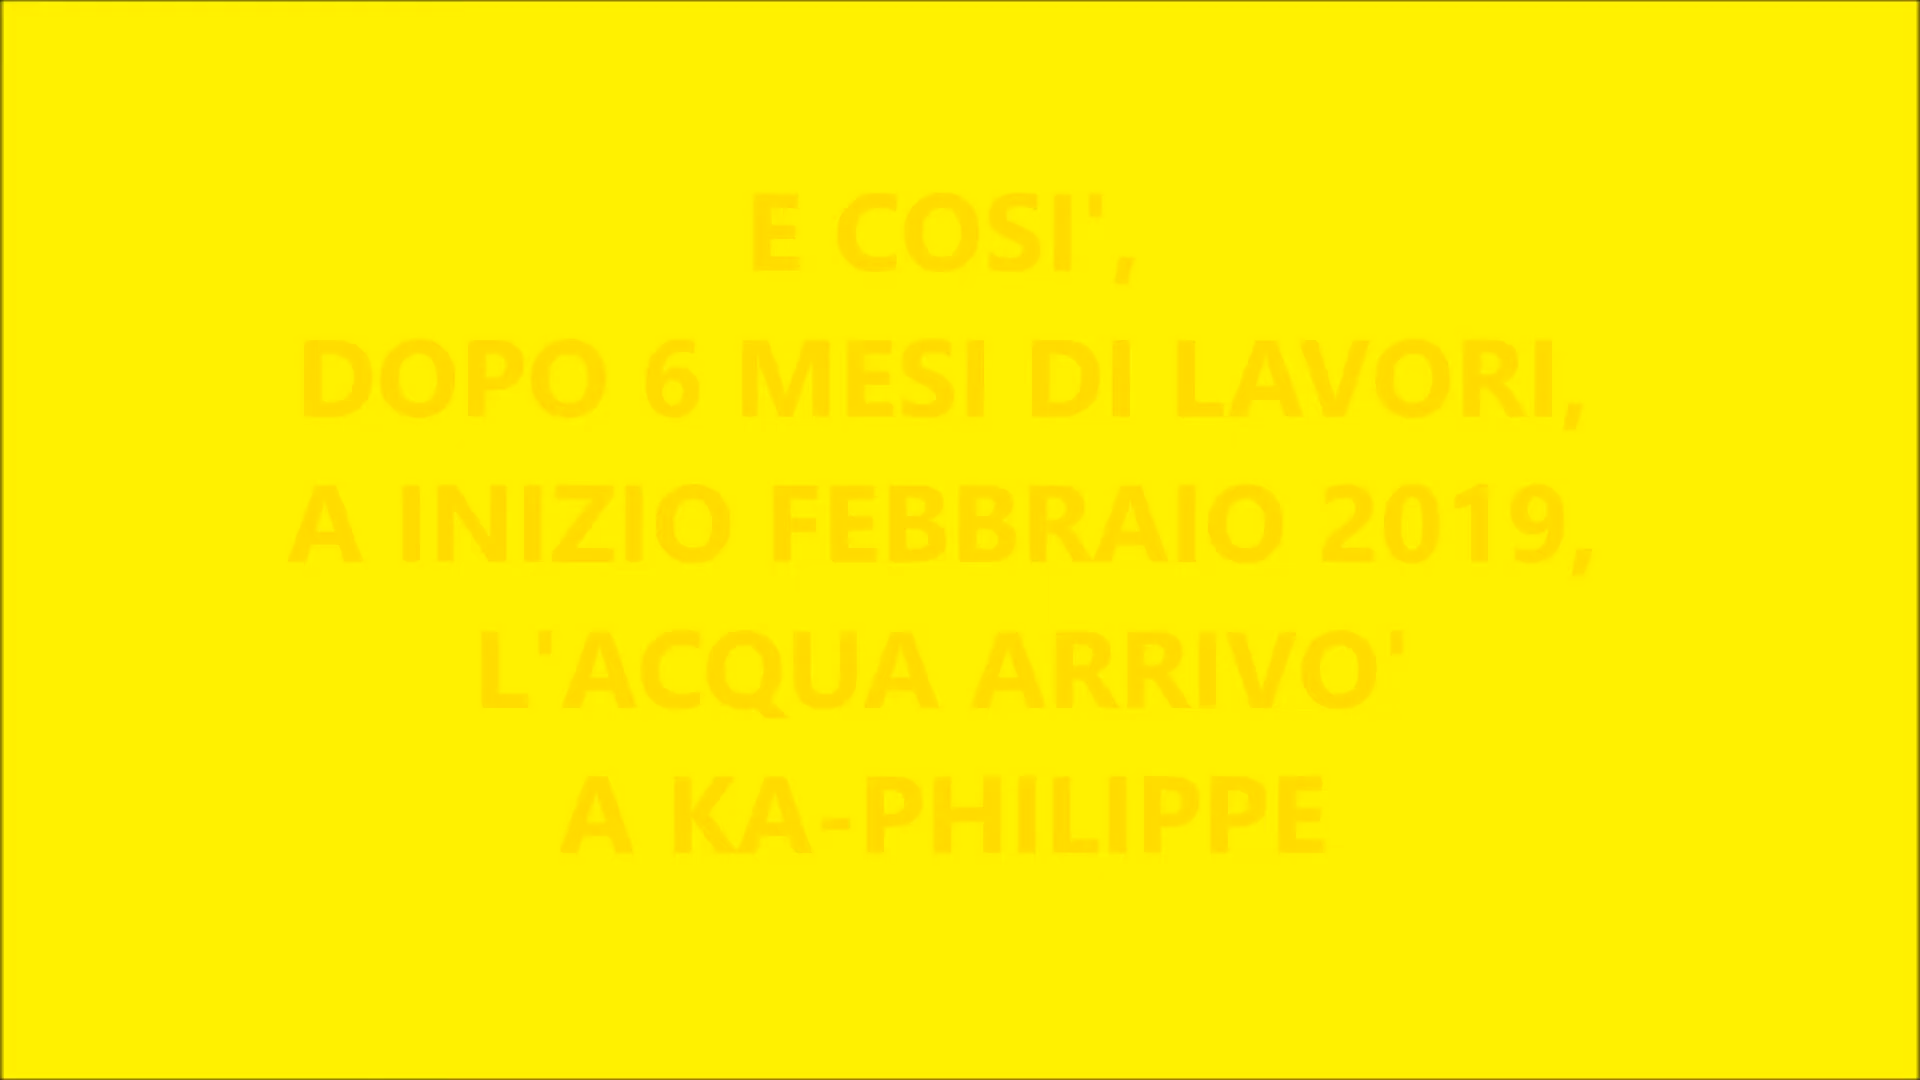 E COSI',
DOPO 6 MESI DI LAVORI,
A INIZIO FEBBRAIO 2019,
L'ACQUA ARRIVO'
A KA-PHILIPPE